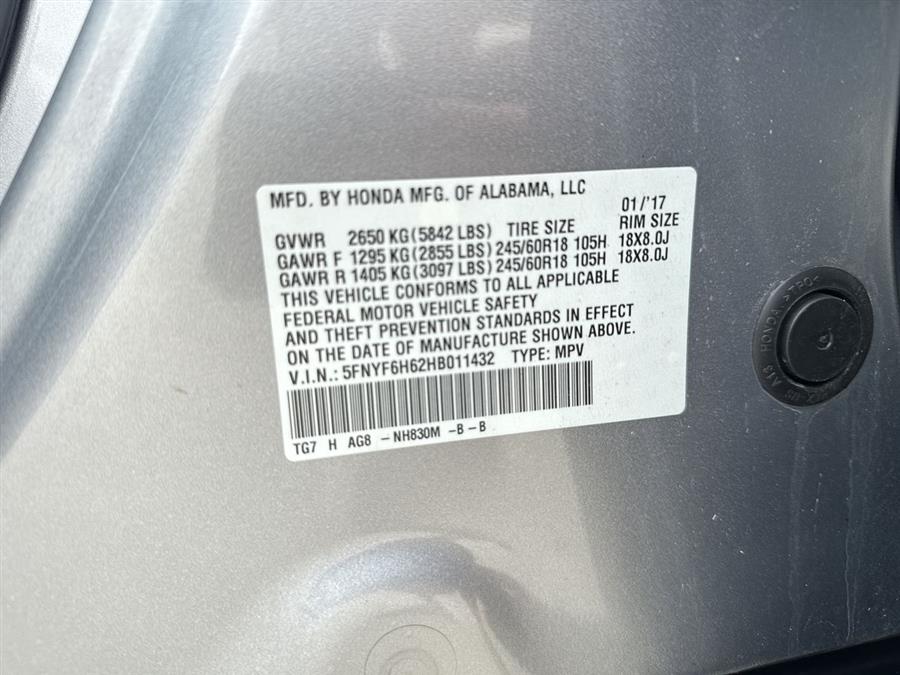 MFD. BY HONDA MFG. OF ALABAMA, LLC 01/'17
GVWR 2650 KG(5842 LBS) TIRE SIZE RIM SIZE
GAWR F 1295 KG(2855 LBS) 245/60R18 105H 18X8.0J
GAWR R 1405 KG(3097 LBS) 245/60R18 105H 18X8.0J
THIS VEHICLE CONFORMS TO ALL APPLICABLE
FEDERAL MOTOR VEHICLE SAFETY
AND THEFT PREVENTION STANDARDS IN EFFECT
ON THE DATE OF MANUFACTURE SHOWN ABOVE.
V.I.N.: 5FNYF6H62HB011432 TYPE: MPV
TG7 H AG8 - NH830M -B-B
HONDA >TPO<